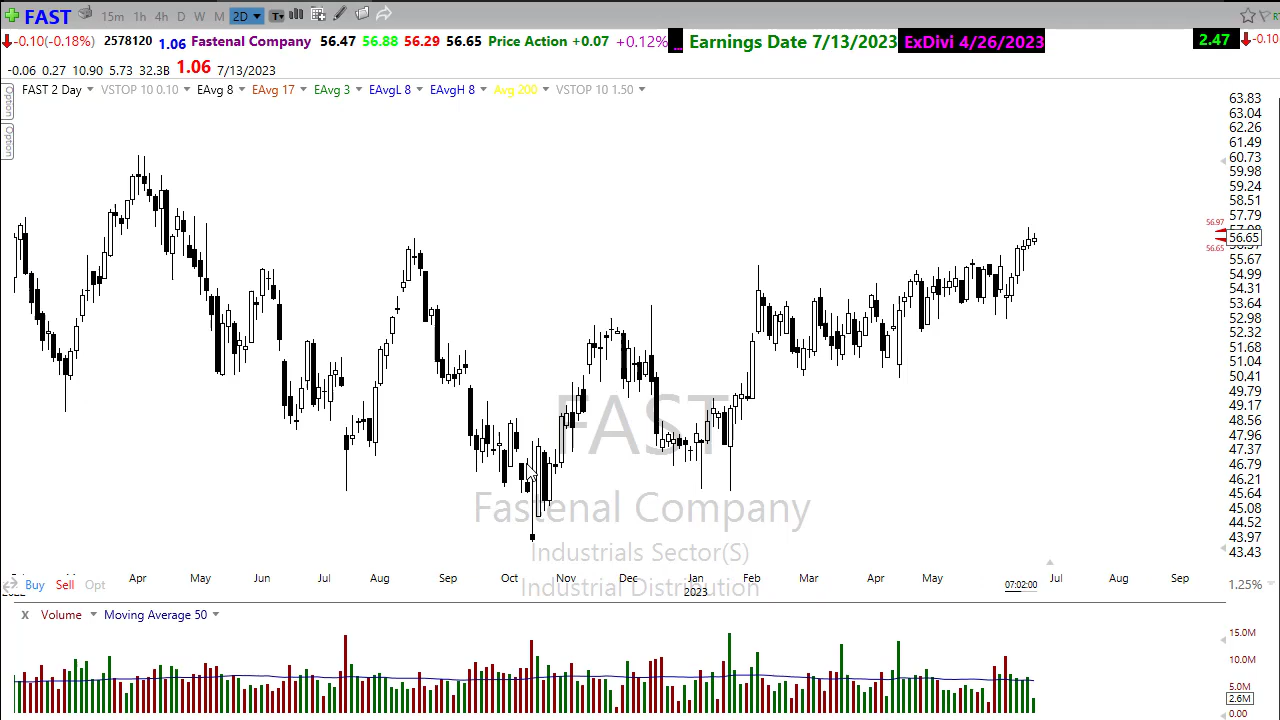 FAST 15m 1h 4h D W M 2D T
-0.10(-0.18%) 2578120 1.06 Fastenal Company 56.47 56.88 56.29 56.65 Price Action +0.07 +0.12% ... Earnings Date 7/13/2023 ExDivi 4/26/2023 2.47 -0.10
-0.06 0.27 10.90 5.73 32.3B 1.06 7/13/2023
Option
Option
FAST 2 Day VSTOP 10 0.10 EAvg 8 EAvg 17 EAvg 3 EAvgL 8 EAvgH 8 Avg 200 VSTOP 10 1.50
63.83
63.04
62.26
61.49
60.73
59.98
59.24
58.51
57.79
56.97
56.65
56.65
55.67
54.99
54.31
53.64
52.98
52.32
51.68
51.04
50.41
49.79
49.17
48.56
47.96
47.37
46.79
46.21
45.64
45.08
44.52
43.97
43.43
FAST
Fastenal Company
Industrials Sector(S)
Industrial Distribution
Apr May Jun Jul Aug Sep Oct Nov Dec Jan Feb Mar Apr May Jul Aug Sep
Buy Sell Opt 07:02:00 1.25%
2023
X Volume Moving Average 50
15.0M
10.0M
5.0M
2.6M
0.00